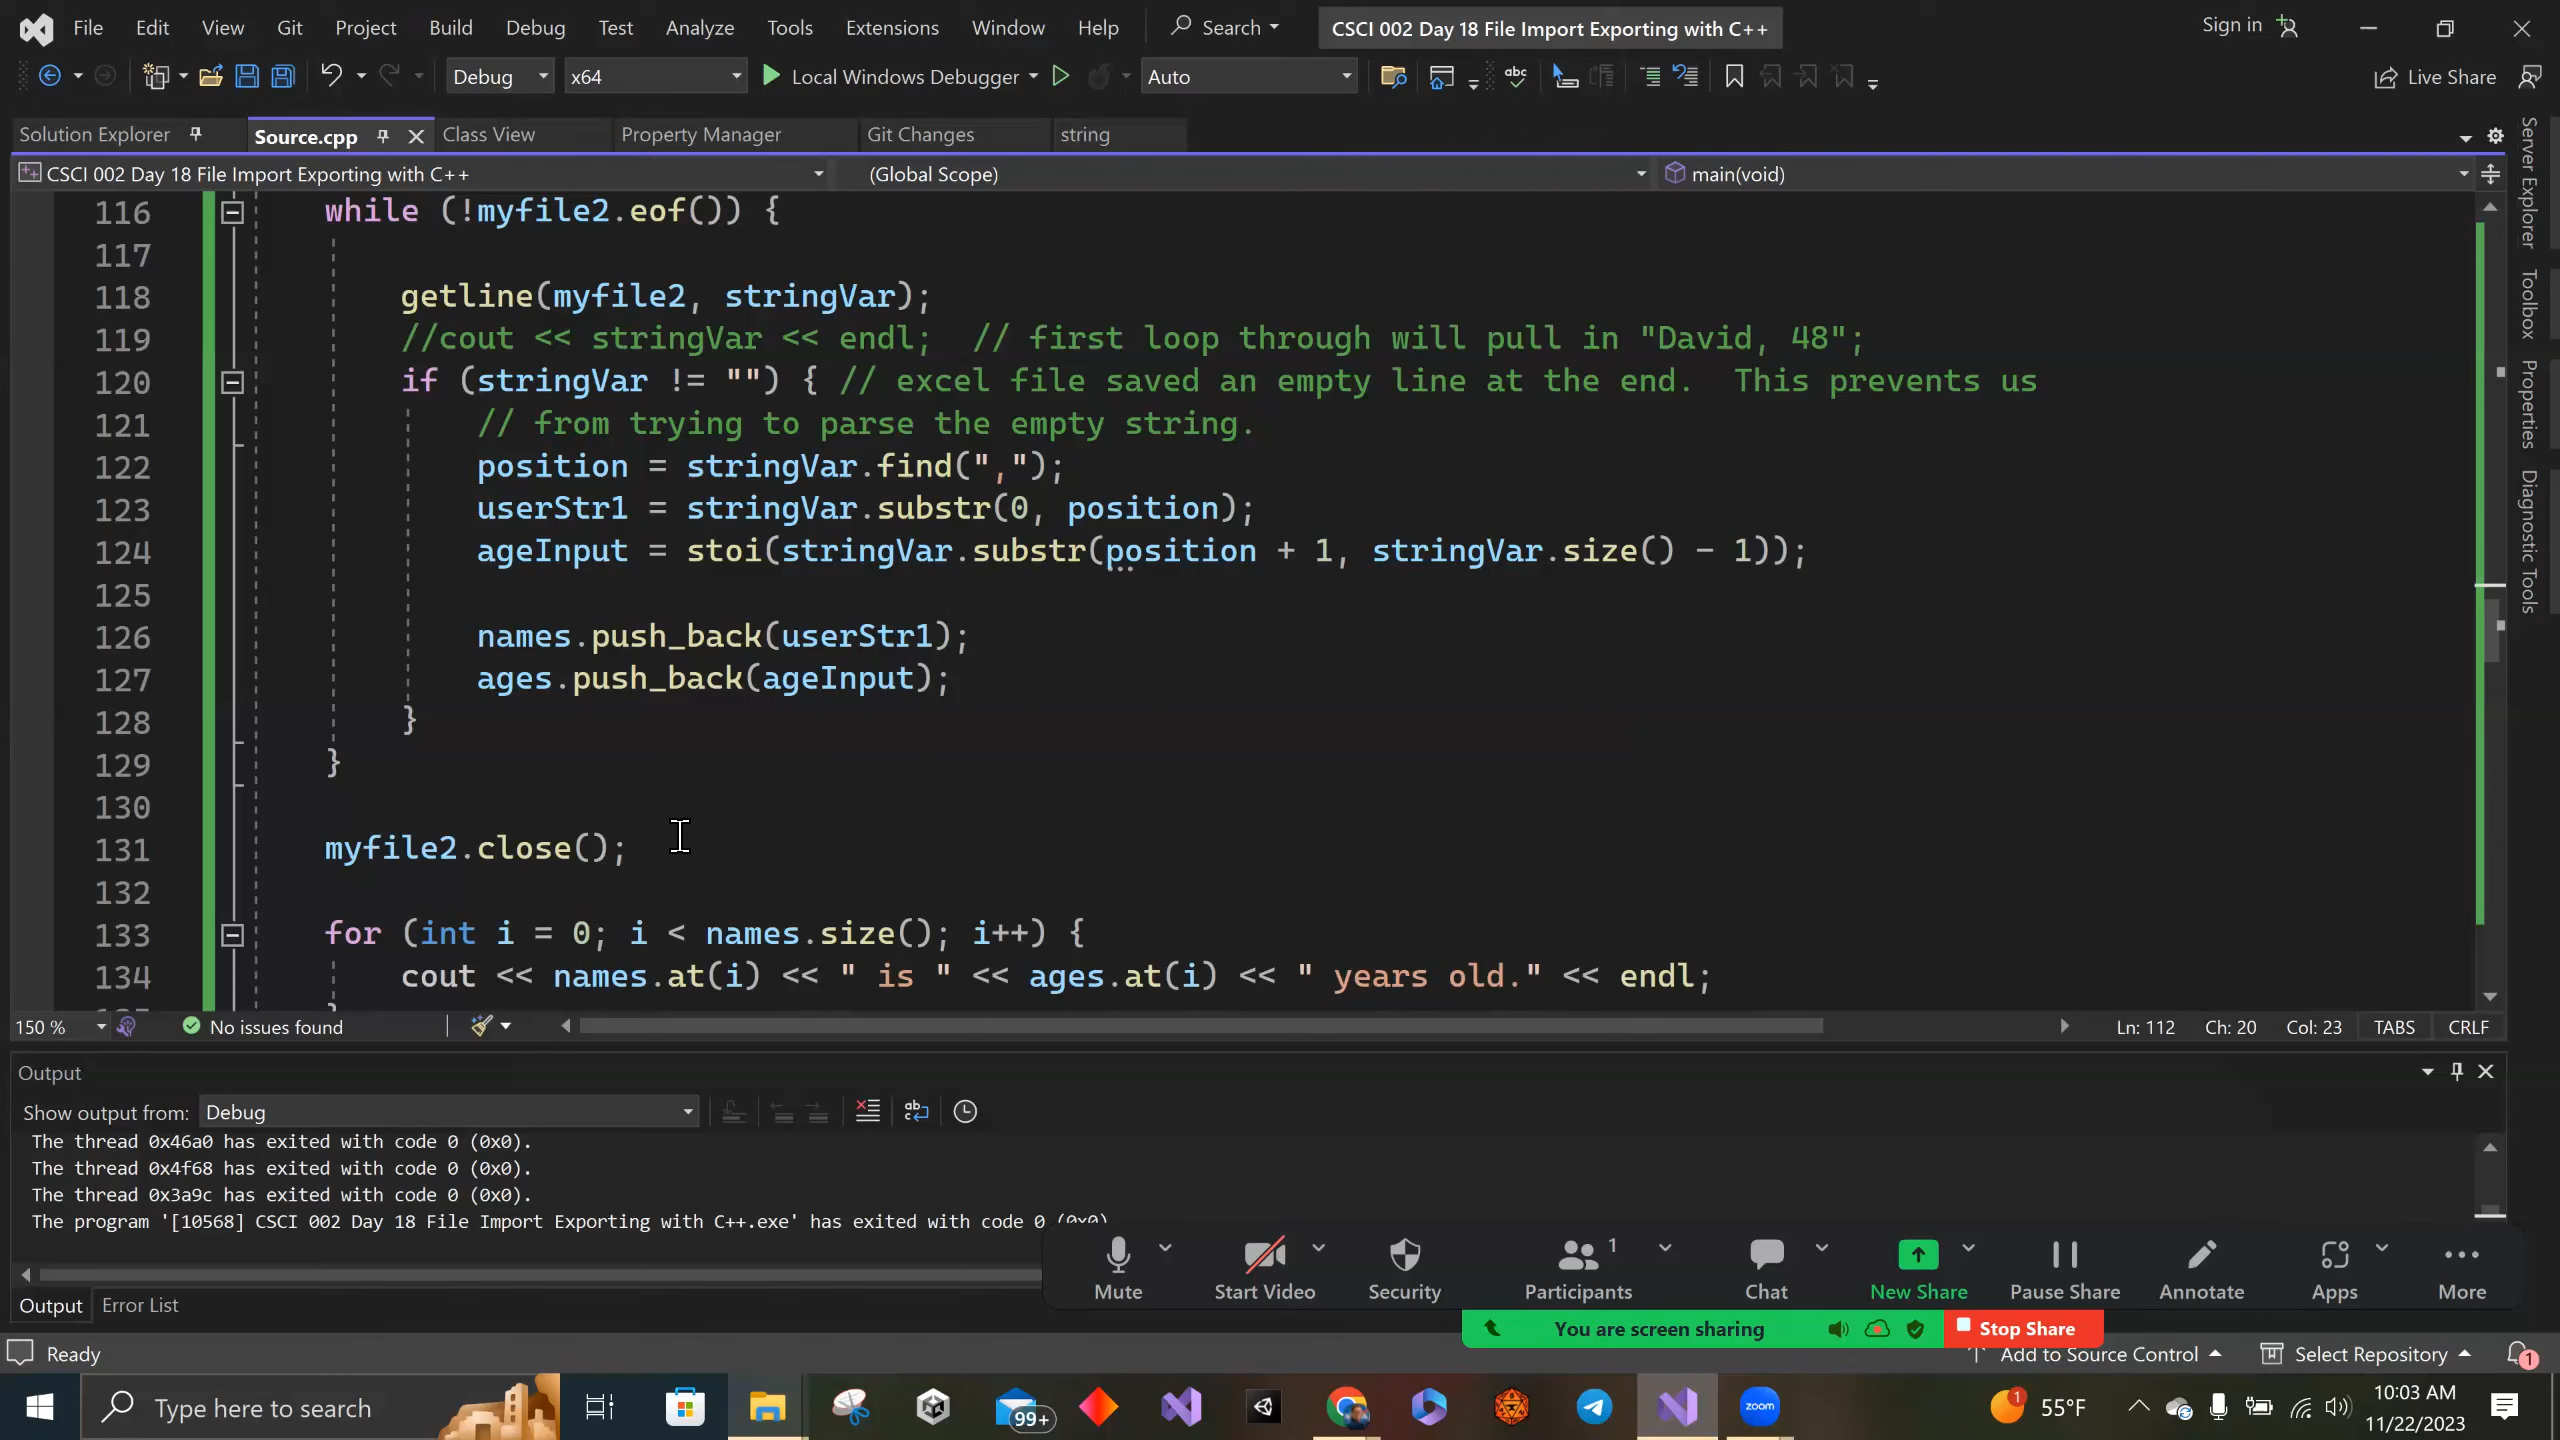 File Edit View Git Project Build Debug Test Analyze Tools Extensions Window Help Search CSCI 002 Day 18 File Import Exporting with C++ Sign in
Debug x64 Local Windows Debugger Auto Live Share
Solution Explorer Source.cpp Class View Property Manager Git Changes string
CSCI 002 Day 18 File Import Exporting with C++ (Global Scope) main(void)
116 while (!myfile2.eof()) {
117
118 getline(myfile2, stringVar);
119 //cout << stringVar << endl; // first loop through will pull in "David, 48";
120 if (stringVar != "") { // excel file saved an empty line at the end. This prevents us
121 // from trying to parse the empty string.
122 position = stringVar.find(",");
123 userStr1 = stringVar.substr(0, position);
124 ageInput = stoi(stringVar.substr(position + 1, stringVar.size() - 1));
125
126 names.push_back(userStr1);
127 ages.push_back(ageInput);
128 }
129 }
130
131 myfile2.close();
132
133 for (int i = 0; i < names.size(); i++) {
134 cout << names.at(i) << " is " << ages.at(i) << " years old." << endl;
150 % No issues found Ln: 112 Ch: 20 Col: 23 TABS CRLF
Server Explorer
Toolbox
Properties
Diagnostic Tools
Output
Show output from: Debug
The thread 0x46a0 has exited with code 0 (0x0).
The thread 0x4f68 has exited with code 0 (0x0).
The thread 0x3a9c has exited with code 0 (0x0).
The program '[10568] CSCI 002 Day 18 File Import Exporting with C++.exe' has exited with code 0 (0x0)
Output Error List
1
Mute Start Video Security Participants Chat New Share Pause Share Annotate Apps More
You are screen sharing Stop Share
Ready Add to Source Control Select Repository 1
Type here to search 99+ zoom 1 55°F 10:03 AM
11/22/2023